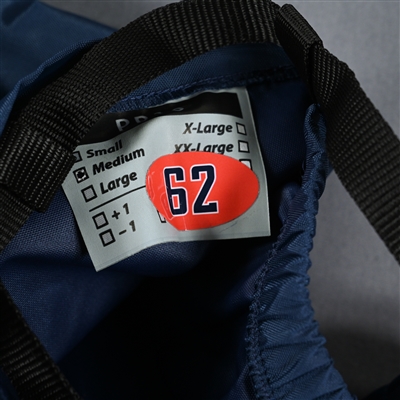 Small
Medium
Large
+1
-1
X-Large
XX-Large
62